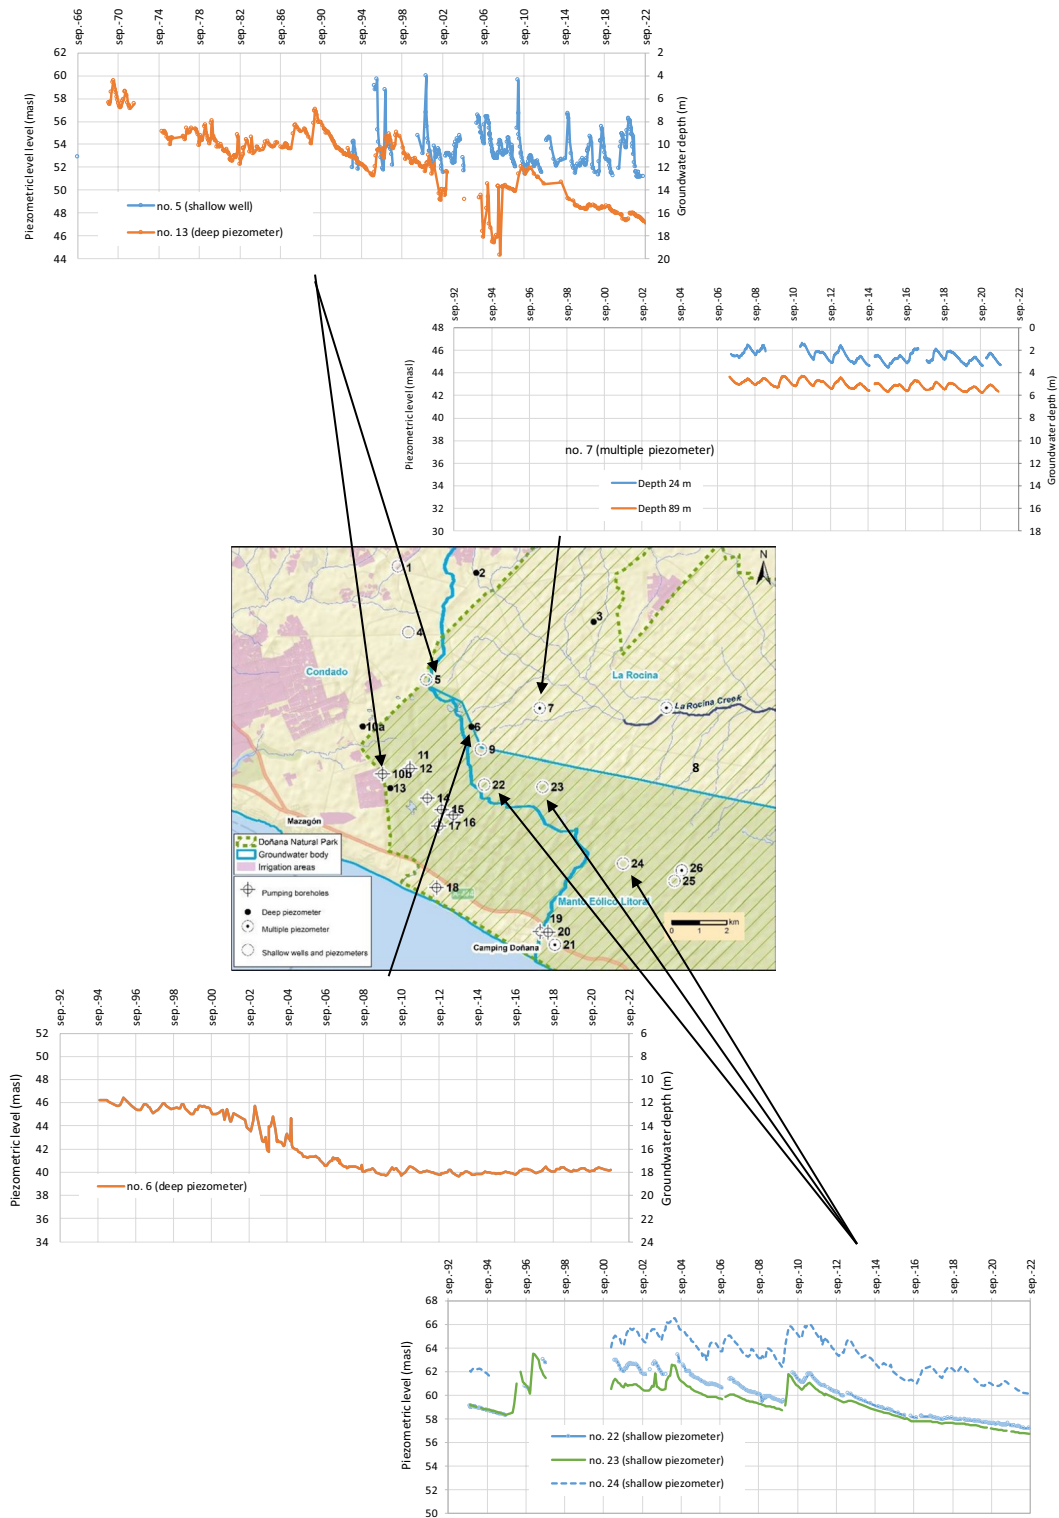 sep.-66
sep.-70
sep.-74
sep.-78
sep.-82
sep.-86
sep.-90
sep.-94
sep.-98
sep.-02
sep.-06
sep.-10
sep.-14
sep.-18
sep.-22
62
60
58
56
54
52
50
48
46
44
Piezometric level level (masl)
2
4
6
8
10
12
14
16
18
20
Groundwater depth (m)
no. 5 (shallow well)
no. 13 (deep piezometer)
sep.-92
sep.-94
sep.-96
sep.-98
sep.-00
sep.-02
sep.-04
sep.-06
sep.-08
sep.-10
sep.-12
sep.-14
sep.-16
sep.-18
sep.-20
sep.-22
48
46
44
42
40
38
36
34
32
30
Piezometric level (masl)
0
2
4
6
8
10
12
14
16
18
Groundwater depth (m)
no. 7 (multiple piezometer)
Depth 24 m
Depth 89 m
1
2
N
3
4
Condado
La Rocina
5
7
La Rocina Creek
10a
6
9
11
12
8
10b
13
22
23
14
15
16
17
Mazagón
Doñana Natural Park
Groundwater body
Irrigation areas
24
26
25
18
Pumping boreholes
Deep piezometer
Multiple piezometer
Shallow wells and piezometers
Manto Eólico Litoral
19
20
21
Camping Doñana
km
0 1 2
sep.-92
sep.-94
sep.-96
sep.-98
sep.-00
sep.-02
sep.-04
sep.-06
sep.-08
sep.-10
sep.-12
sep.-14
sep.-16
sep.-18
sep.-20
sep.-22
52
50
48
46
44
42
40
38
36
34
Piezometric level (masl)
6
8
10
12
14
16
18
20
22
24
Groundwater depth (m)
no. 6 (deep piezometer)
sep.-92
sep.-94
sep.-96
sep.-98
sep.-00
sep.-02
sep.-04
sep.-06
sep.-08
sep.-10
sep.-12
sep.-14
sep.-16
sep.-18
sep.-20
sep.-22
68
66
64
62
60
58
56
54
52
50
Piezometric level (masl)
no. 22 (shallow piezometer)
no. 23 (shallow piezometer)
no. 24 (shallow piezometer)